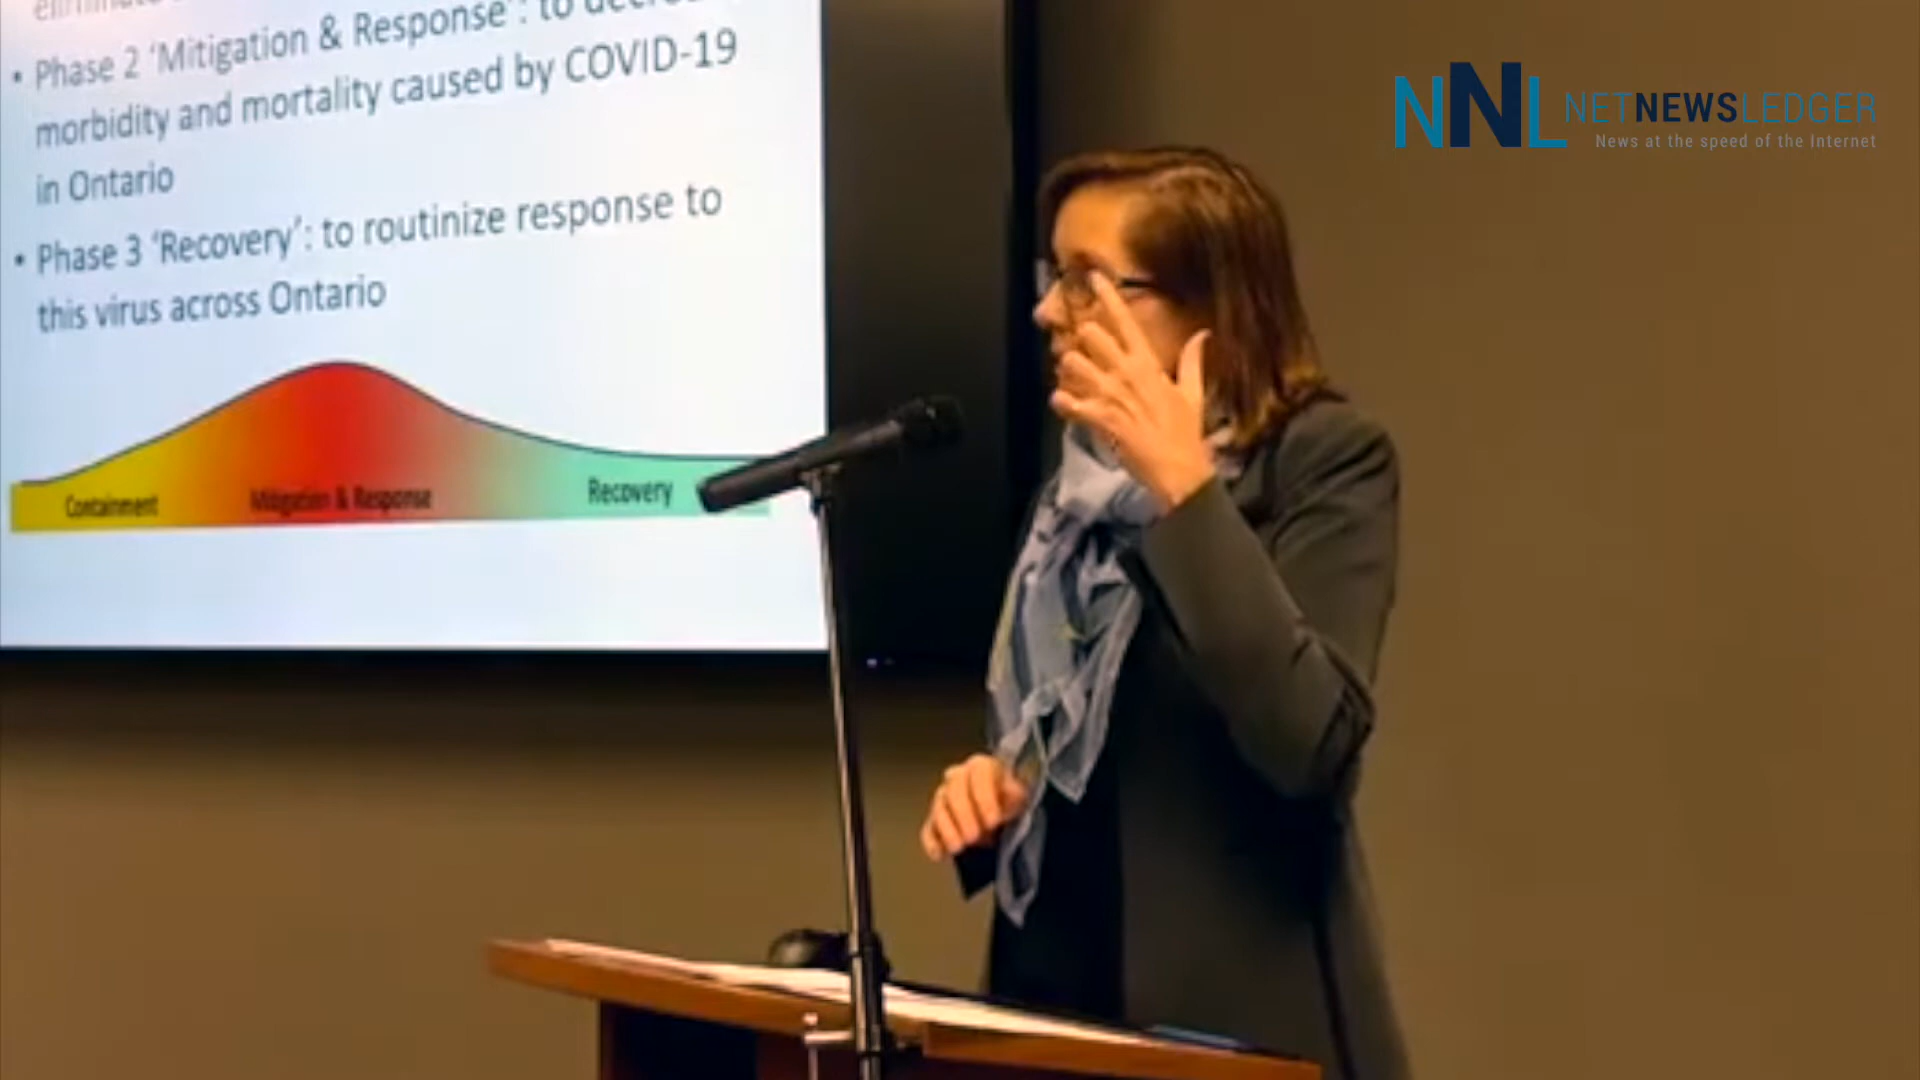 • Phase 2 ‘Mitigation & Response’: to
morbidity and mortality caused by COVID-19
in Ontario
• Phase 3 ‘Recovery’: to routinize response to
this virus across Ontario
Containment
Mitigation & Response
Recovery
NNL NETNEWSLEDGER
News at the speed of the Internet